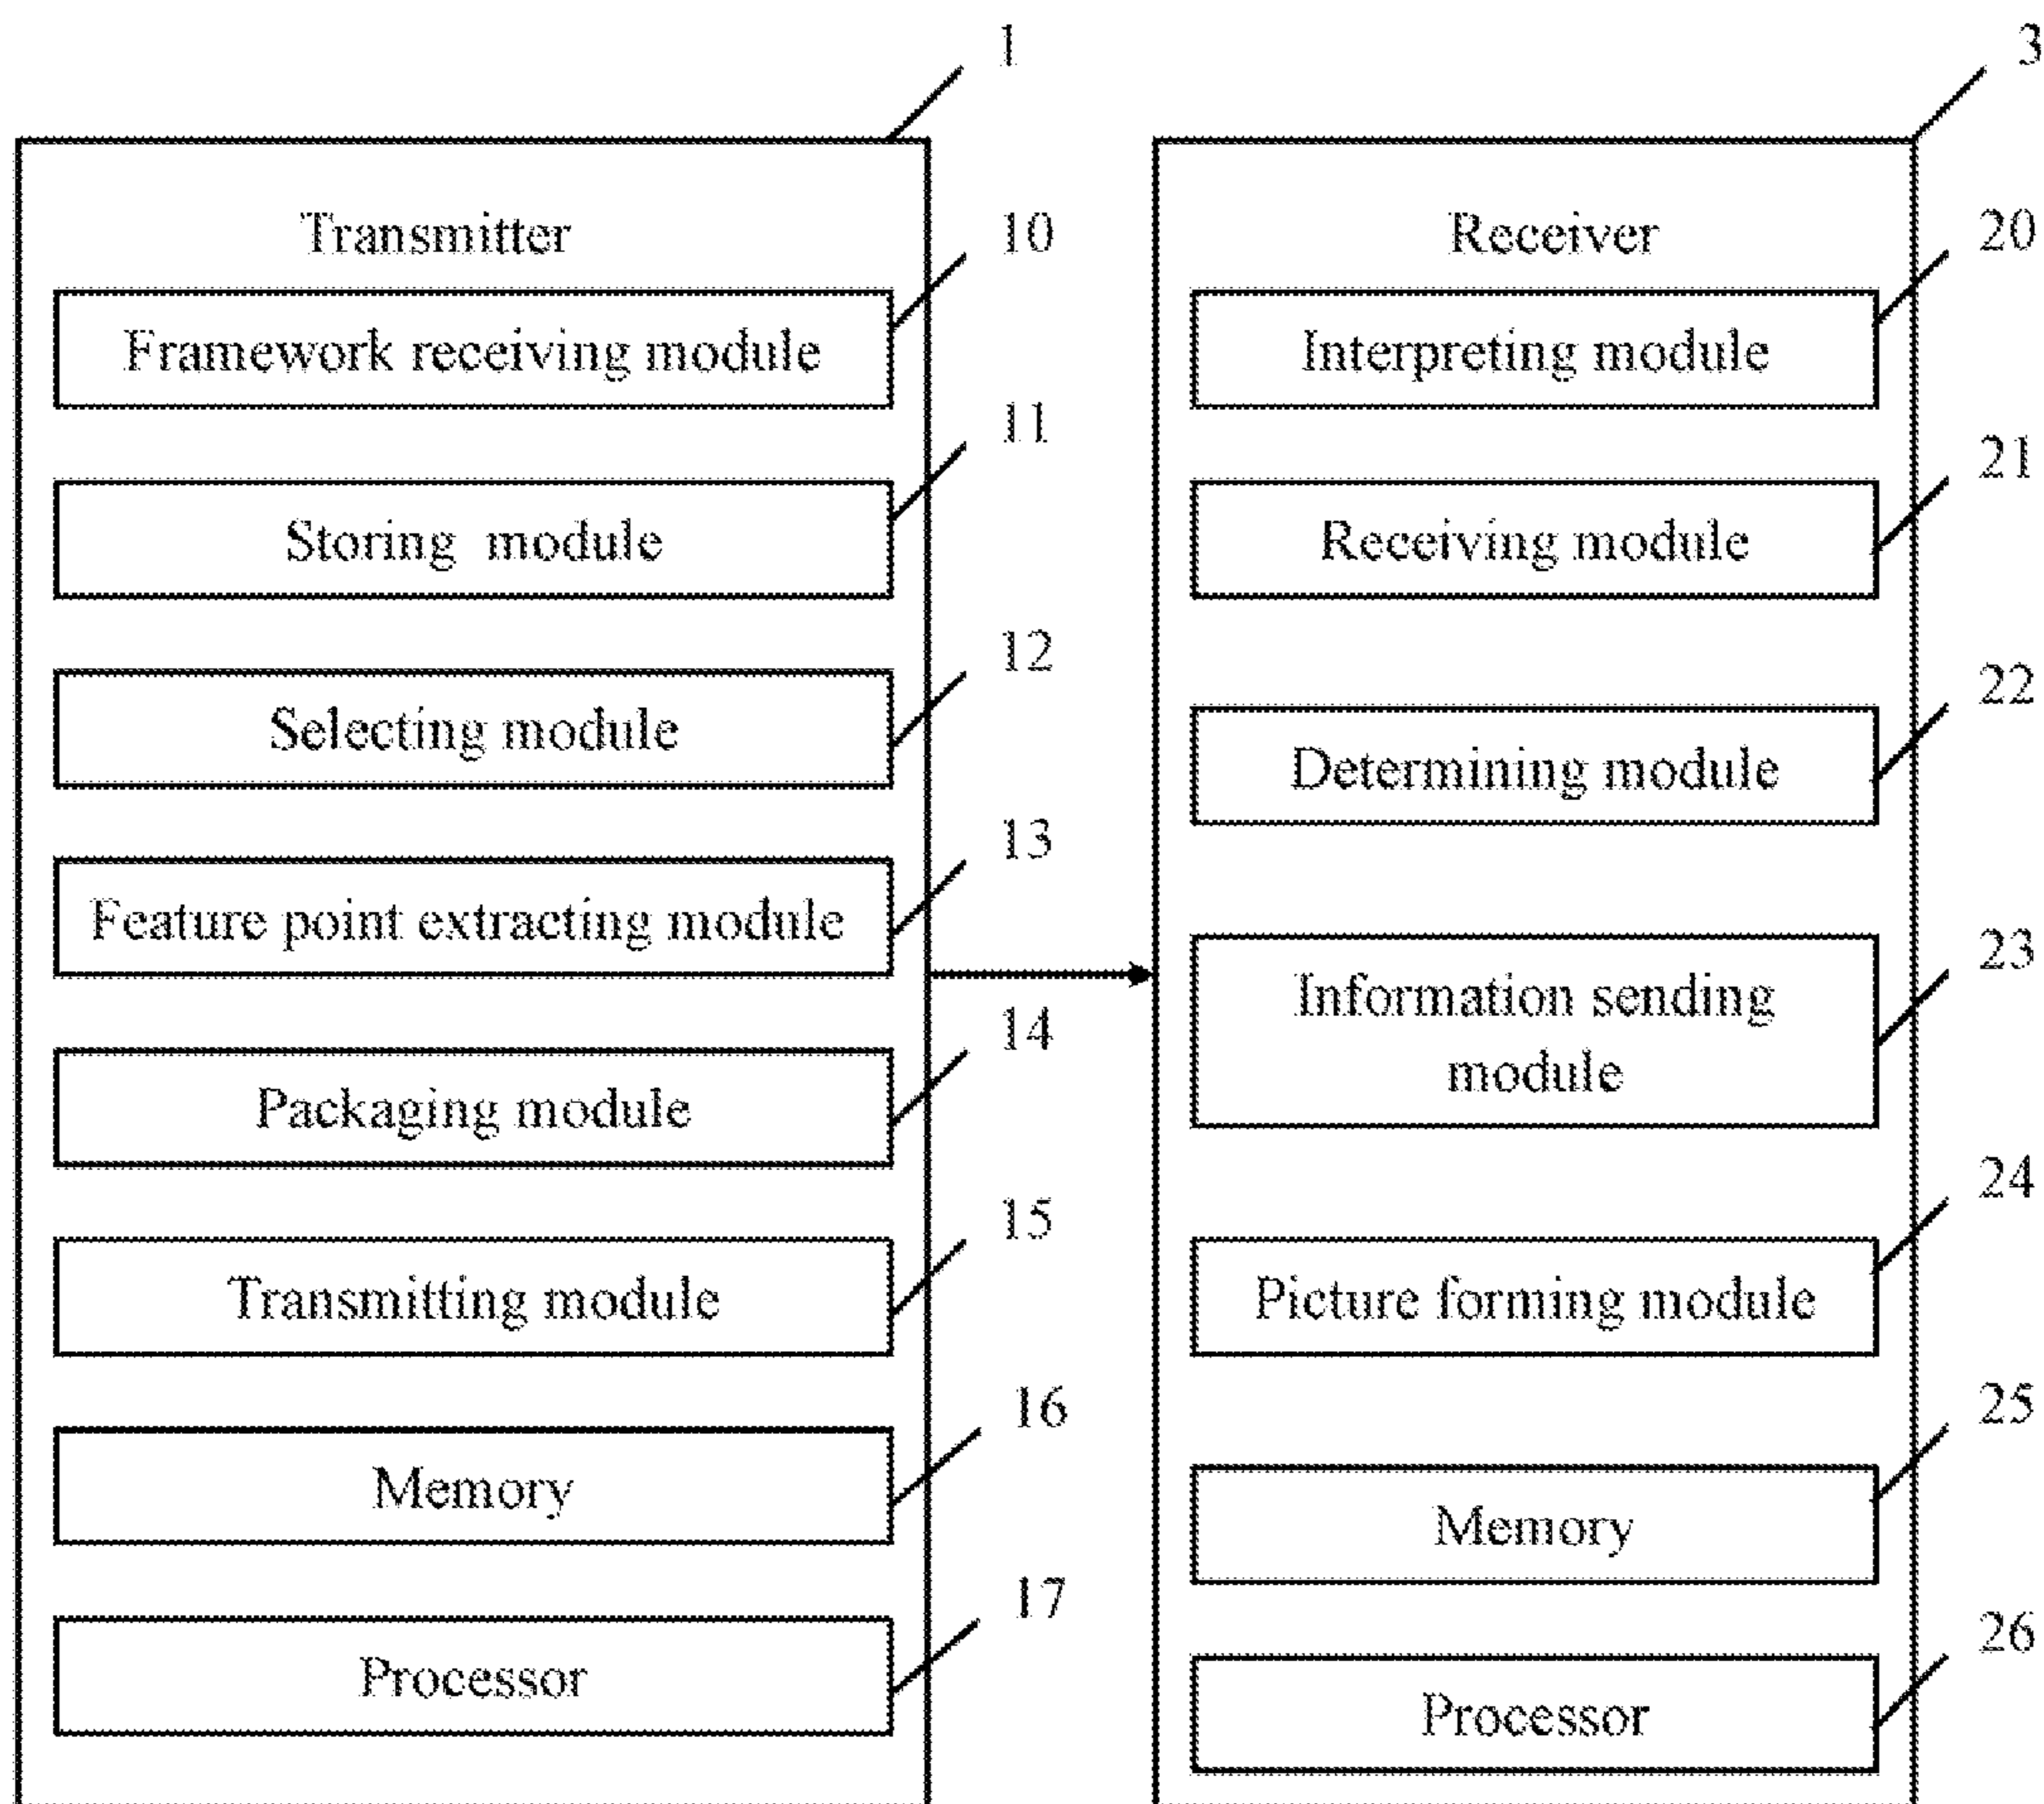 1
Transmitter
10
Framework receiving module
11
Storing module
12
Selecting module
13
Feature point extracting module
14
Packaging module
15
Transmitting module
16
Memory
17
Processor
3
Receiver
20
Interpreting module
21
Receiving module
22
Determining module
23
Information sending
module
24
Picture forming module
25
Memory
26
Processor